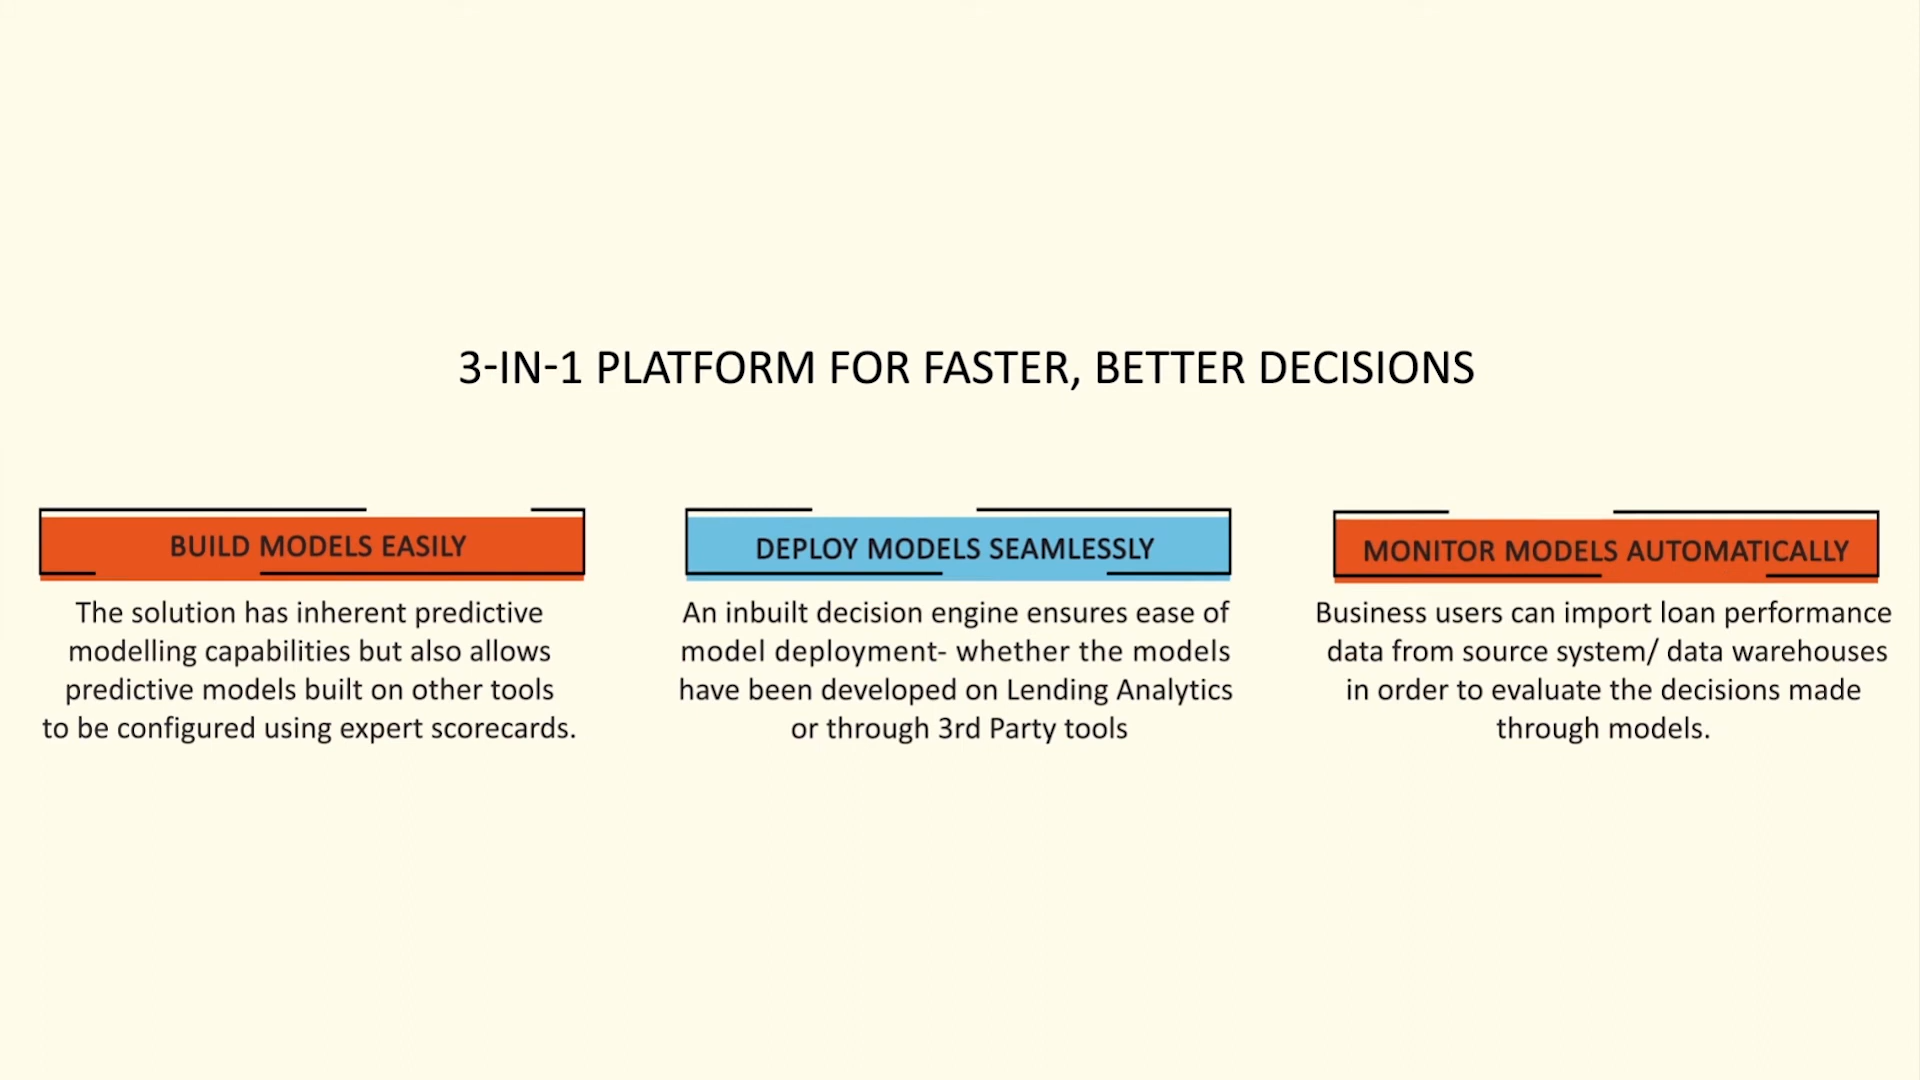 3-IN-1 PLATFORM FOR FASTER, BETTER DECISIONS
BUILD MODELS EASILY
The solution has inherent predictive
modelling capabilities but also allows
predictive models built on other tools
to be configured using expert scorecards.
DEPLOY MODELS SEAMLESSLY
An inbuilt decision engine ensures ease of
model deployment- whether the models
have been developed on Lending Analytics
or through 3rd Party tools
MONITOR MODELS AUTOMATICALLY
Business users can import loan performance
data from source system/ data warehouses
in order to evaluate the decisions made
through models.